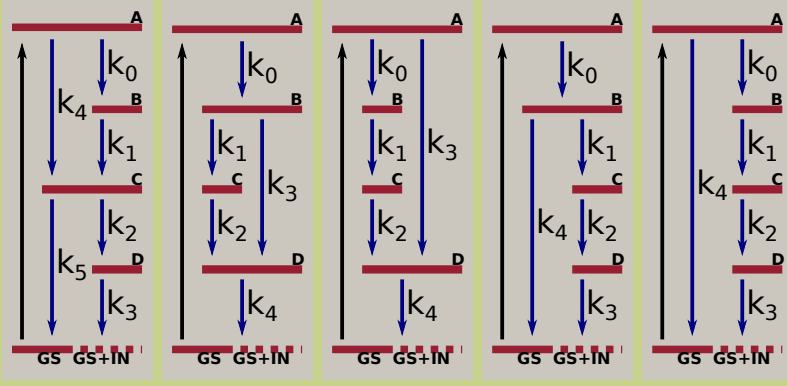 A A A A A
k0 k0 k0 k0 k0
B B B B B
k4 k1 k1 k3 k1 k3 k1 k4 k1
C C C C C
k5 k2 k2 k2 k4 k2 k2
D D D D D
k3 k4 k4 k3 k3
GS GS+IN GS GS+IN GS GS+IN GS GS+IN GS GS+IN